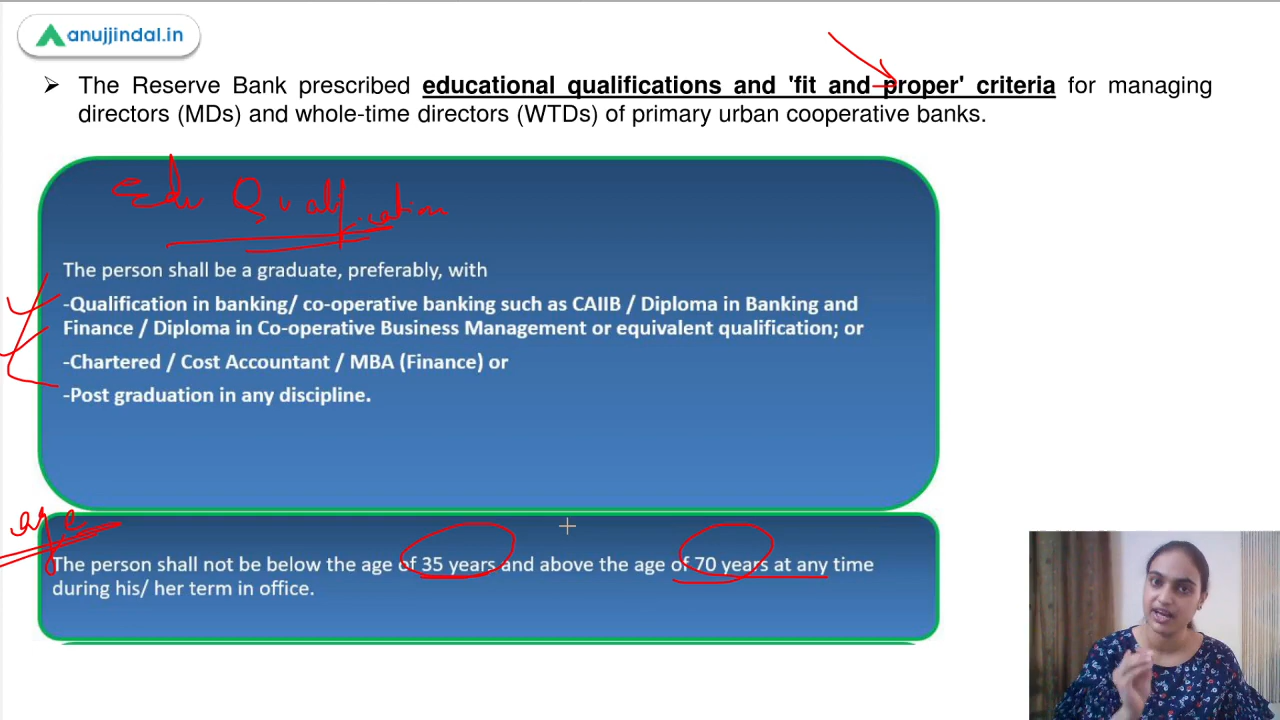 anujjindal.in
➢ The Reserve Bank prescribed educational qualifications and 'fit and proper' criteria for managing
directors (MDs) and whole-time directors (WTDs) of primary urban cooperative banks.
Edu Qualification
The person shall be a graduate, preferably, with
-Qualification in banking/ co-operative banking such as CAIIB / Diploma in Banking and
Finance / Diploma in Co-operative Business Management or equivalent qualification; or
-Chartered / Cost Accountant / MBA (Finance) or
-Post graduation in any discipline.
age
The person shall not be below the age of 35 years and above the age of 70 years at any time
during his/ her term in office.